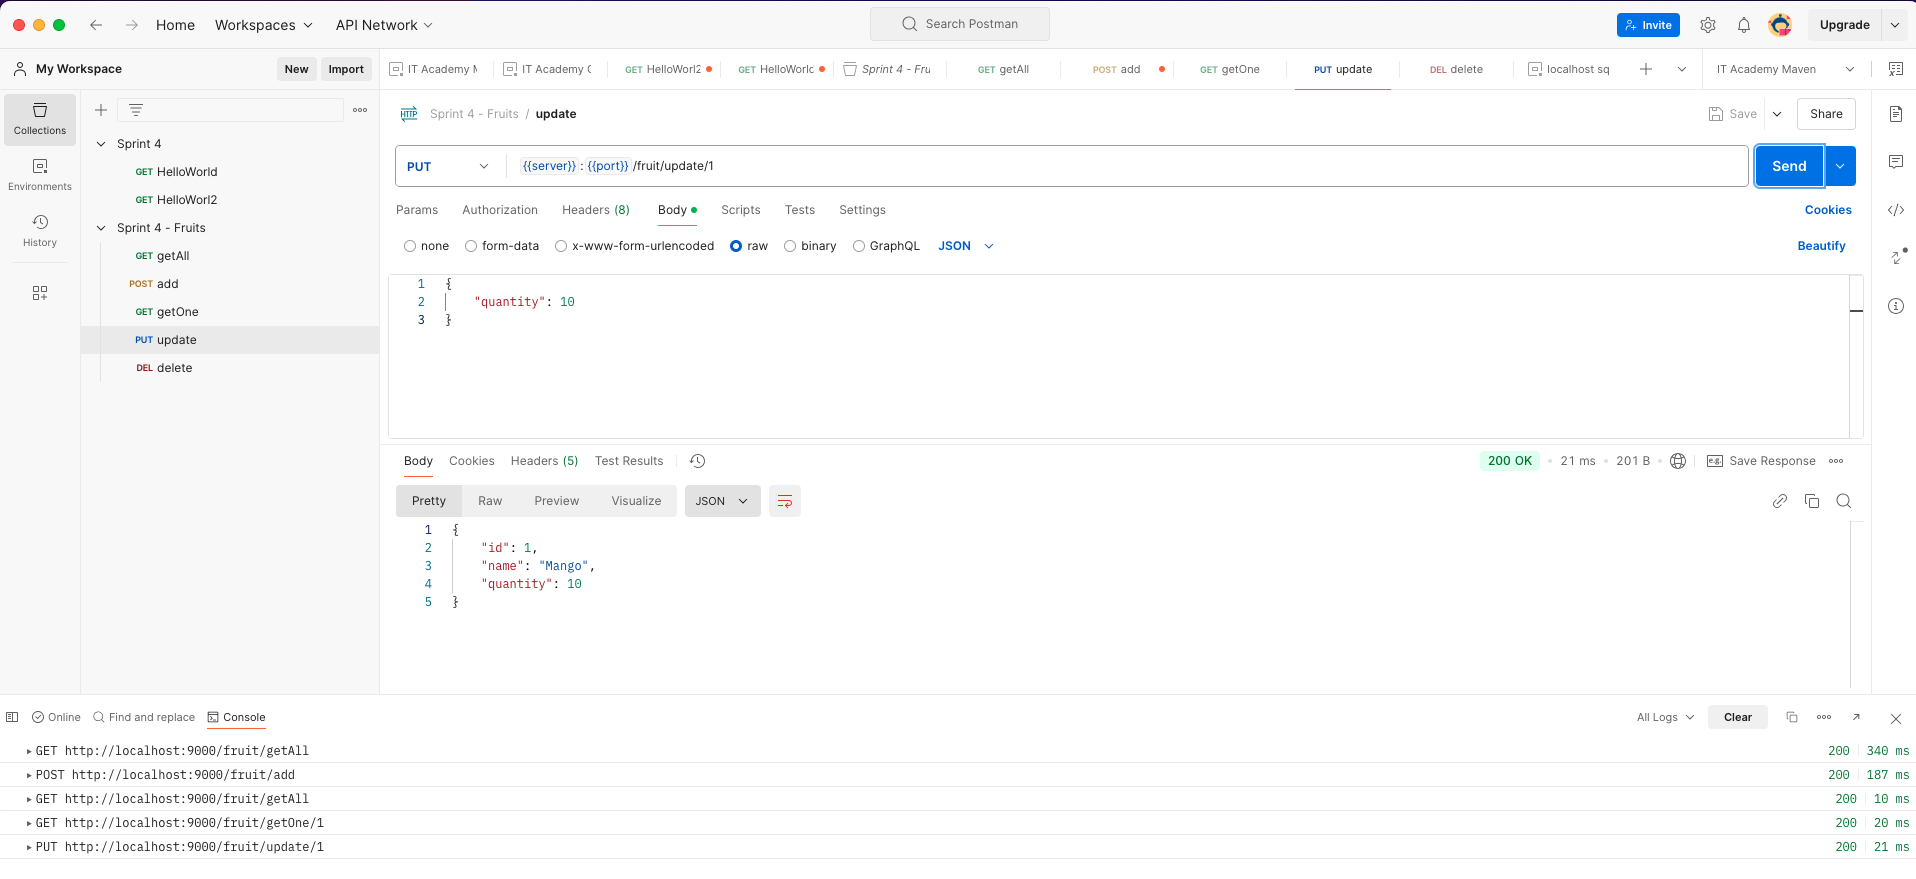 Home Workspaces API Network Search Postman Invite Upgrade
My Workspace New Import
IT Academy M IT Academy C GET HelloWorl2 GET HelloWorlc Sprint 4 - Fru GET getAll POST add GET getOne PUT update DEL delete localhost sq IT Academy Maven
Collections
Environments
History
Sprint 4
GET HelloWorld
GET HelloWorl2
Sprint 4 - Fruits
GET getAll
POST add
GET getOne
PUT update
DEL delete
HTTP Sprint 4 - Fruits / update Save Share
PUT {{server}}:{{port}}/fruit/update/1 Send
Params Authorization Headers (8) Body Scripts Tests Settings Cookies
none form-data x-www-form-urlencoded raw binary GraphQL JSON Beautify
1 {
2 "quantity": 10
3 }
Body Cookies Headers (5) Test Results 200 OK • 21 ms • 201 B • e.g. Save Response
Pretty Raw Preview Visualize JSON
1 {
2 "id": 1,
3 "name": "Mango",
4 "quantity": 10
5 }
Online Find and replace Console All Logs Clear
GET http://localhost:9000/fruit/getAll 200 340 ms
POST http://localhost:9000/fruit/add 200 187 ms
GET http://localhost:9000/fruit/getAll 200 10 ms
GET http://localhost:9000/fruit/getOne/1 200 20 ms
PUT http://localhost:9000/fruit/update/1 200 21 ms